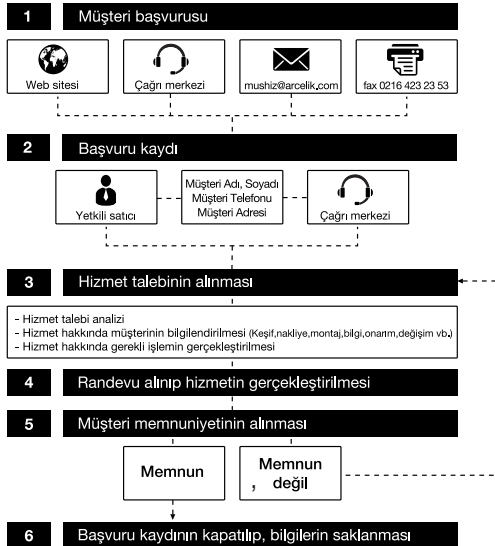 1 Müşteri başvurusu
Web sitesi
Çağrı merkezi
mushiz@arcelik.com
fax 0216 423 23 53
2 Başvuru kaydı
Yetkili satıcı
Müşteri Adı, Soyadı
Müşteri Telefonu
Müşteri Adresi
Çağrı merkezi
3 Hizmet talebinin alınması
- Hizmet talebi analizi
- Hizmet hakkında müşterinin bilgilendirilmesi (Keşif,nakliye,montaj,bilgi,onarım,değişim vb.)
- Hizmet hakkında gerekli işlemin gerçekleştirilmesi
4 Randevu alınıp hizmetin gerçekleştirilmesi
5 Müşteri memnuniyetinin alınması
Memnun
Memnun
, değil
6 Başvuru kaydının kapatılıp, bilgilerin saklanması